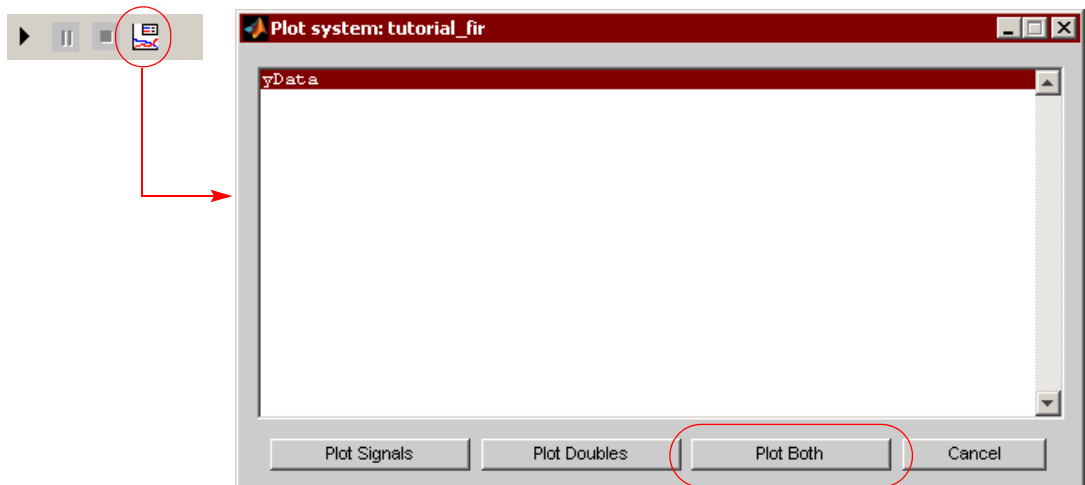 Plot system: tutorial_fir
yData
Plot Signals
Plot Doubles
Plot Both
Cancel